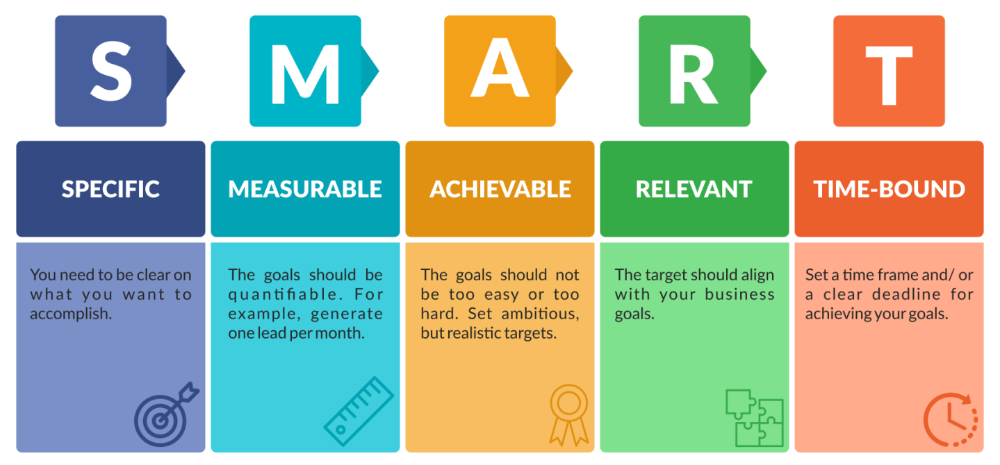 S
M
A
R
T
SPECIFIC
MEASURABLE
ACHIEVABLE
RELEVANT
TIME-BOUND
You need to be clear on
what you want to
accomplish.
The goals should be
quantifiable. For
example, generate
one lead per month.
The goals should not
be too easy or too
hard. Set ambitious,
but realistic targets.
The target should align
with your business
goals.
Set a time frame and/ or
a clear deadline for
achieving your goals.